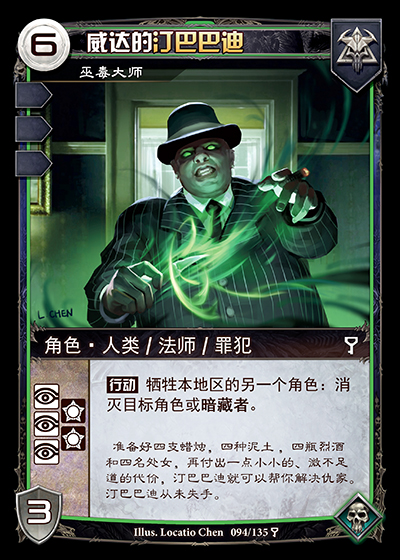 6
威达的汀巴巴迪
巫毒大师
L CHEN
角色・人类 / 法师 / 罪犯
行动 牺牲本地区的另一个角色：消
灭目标角色或暗藏者。
准备好四支蜡烛，四种泥土，四瓶烈酒
和四名处女，再付出一点小小的、微不足
道的代价，汀巴巴迪就可以帮你解决仇家。
汀巴巴迪从未失手。
3
Illus. Locatio Chen 094/135